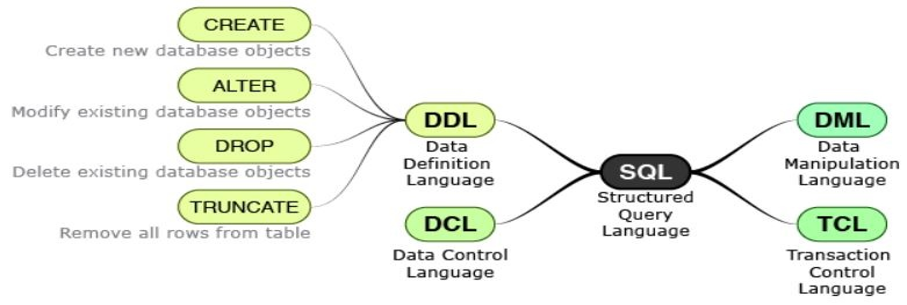 CREATE
Create new database objects
ALTER
Modify existing database objects
DROP
Delete existing database objects
TRUNCATE
Remove all rows from table
DDL
Data
Definition
Language
DCL
Data Control
Language
SQL
Structured
Query
Language
DML
Data
Manipulation
Language
TCL
Transaction
Control
Language